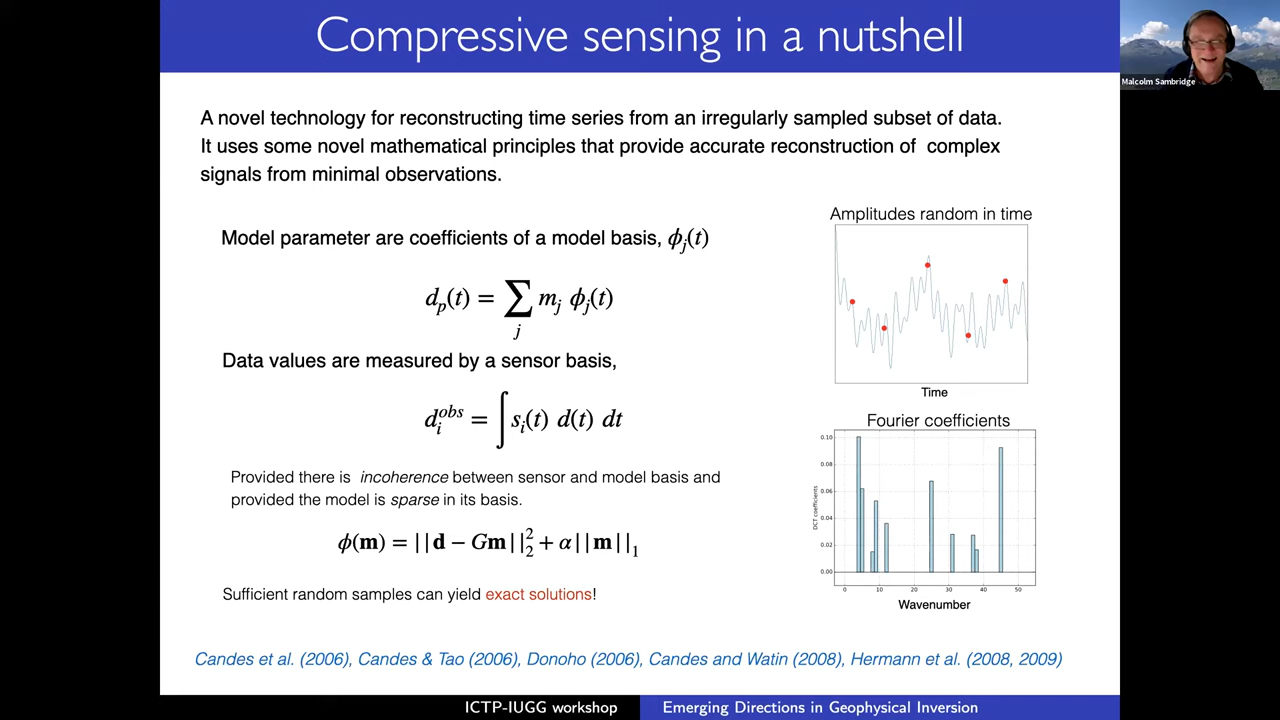 Compressive sensing in a nutshell
Malcolm Sambridge
A novel technology for reconstructing time series from an irregularly sampled subset of data.
It uses some novel mathematical principles that provide accurate reconstruction of complex
signals from minimal observations.
Model parameter are coefficients of a model basis, ϕ_j(t)
d_p(t) = ∑_j m_j ϕ_j(t)
Data values are measured by a sensor basis,
d_i^{obs} = ∫ s_i(t) d(t) dt
Provided there is incoherence between sensor and model basis and
provided the model is sparse in its basis.
ϕ(m) = ||d − Gm||_2^2 + α||m||_1
Sufficient random samples can yield exact solutions!
Amplitudes random in time
Time
Fourier coefficients
0.10
0.08
0.06
0.04
0.02
0.00
DCT coefficients
0 10 20 30 40 50
Wavenumber
Candes et al. (2006), Candes & Tao (2006), Donoho (2006), Candes and Watin (2008), Hermann et al. (2008, 2009)
ICTP-IUGG workshop
Emerging Directions in Geophysical Inversion